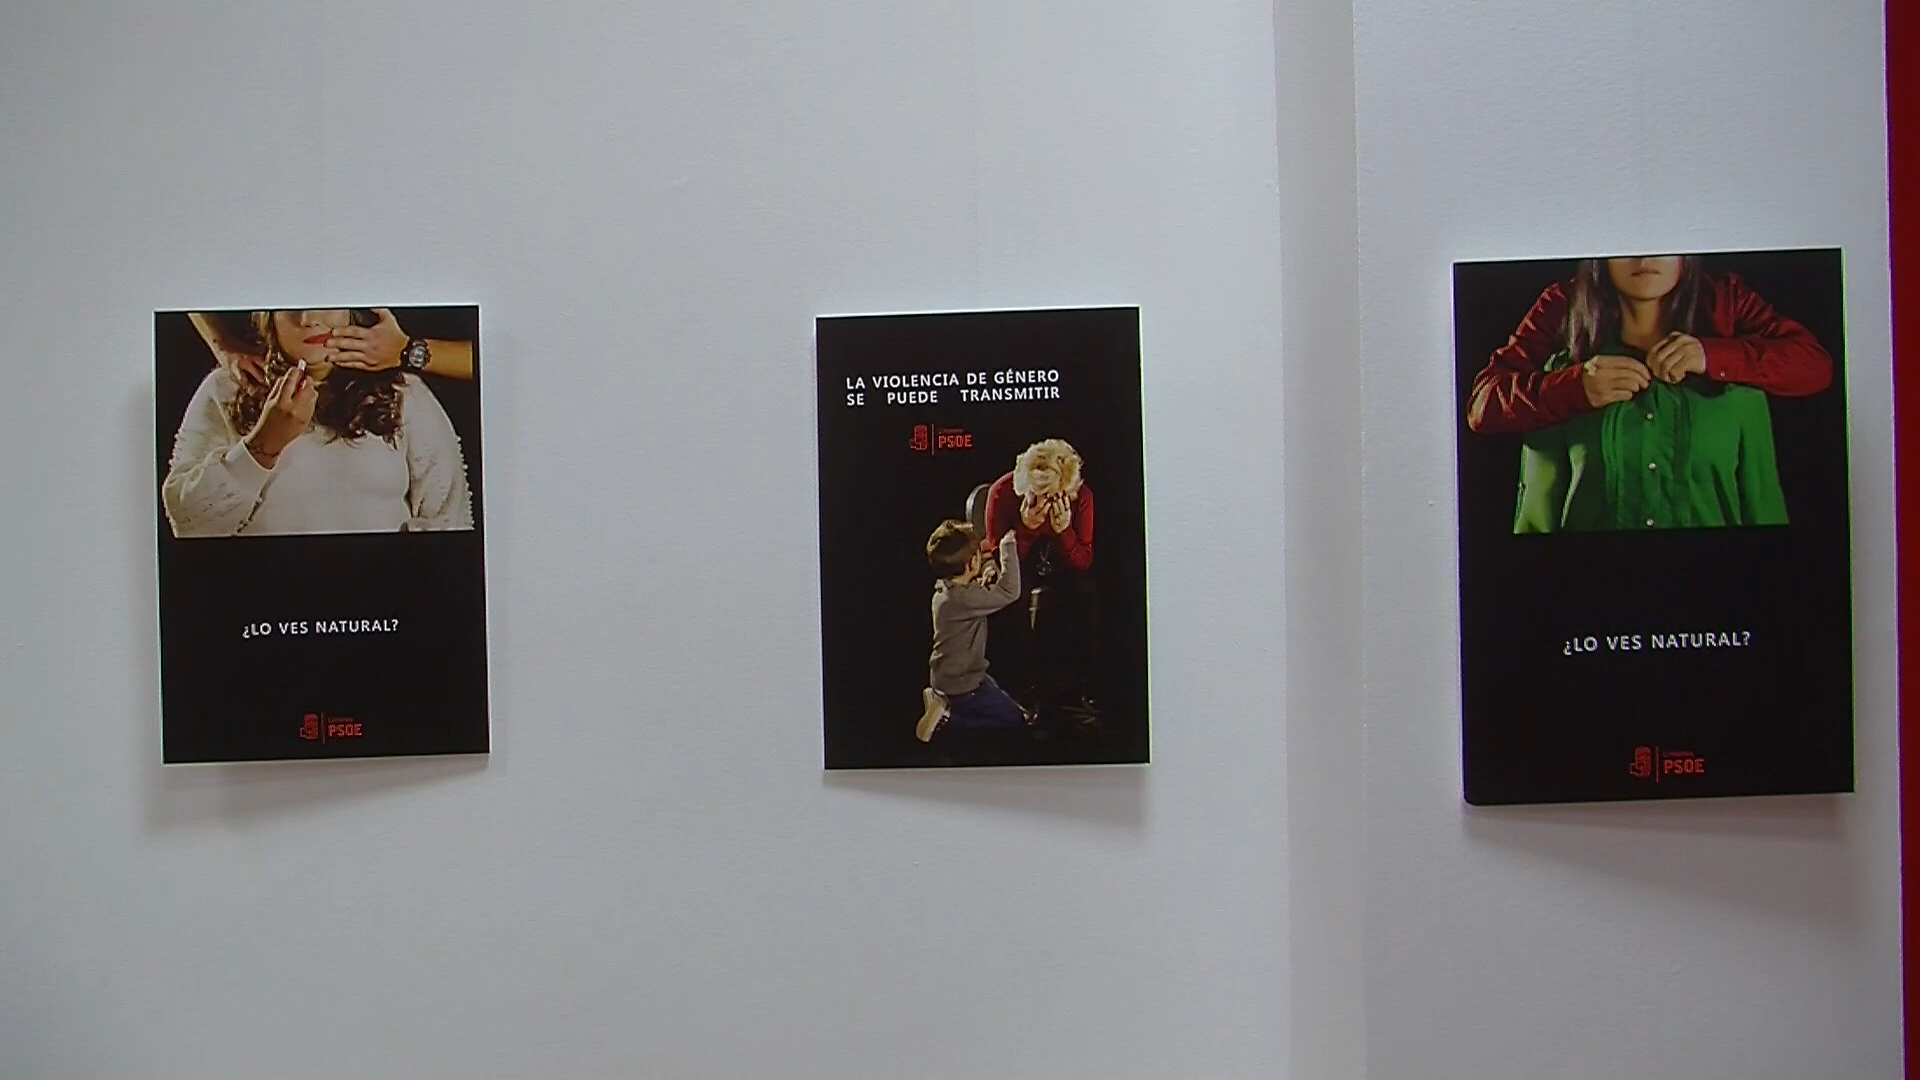 ¿LO VES NATURAL?
PSOE
LA VIOLENCIA DE GÉNERO
SE PUEDE TRANSMITIR
PSOE
¿LO VES NATURAL?
PSOE